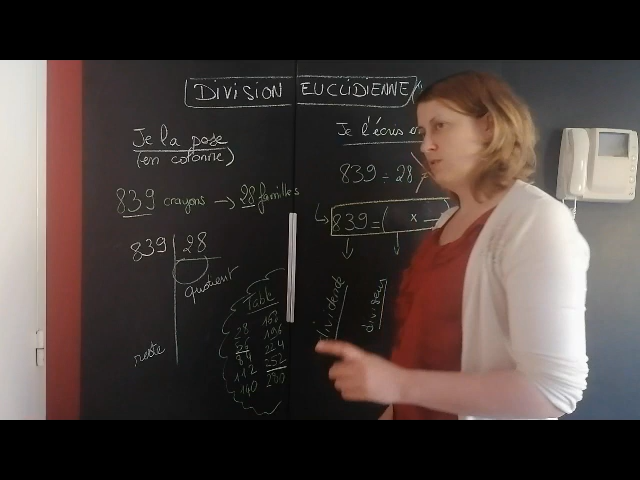 DIVISION EUCLIDIENNE
Je la pose
(en colonne)
839 crayons → 28 familles
839 28
quotient
reste
Table
28 168
56 196
84 224
112 252
140 280
Je l'écris en
839 ÷ 28
839 = ( ×
dividende
diviseur